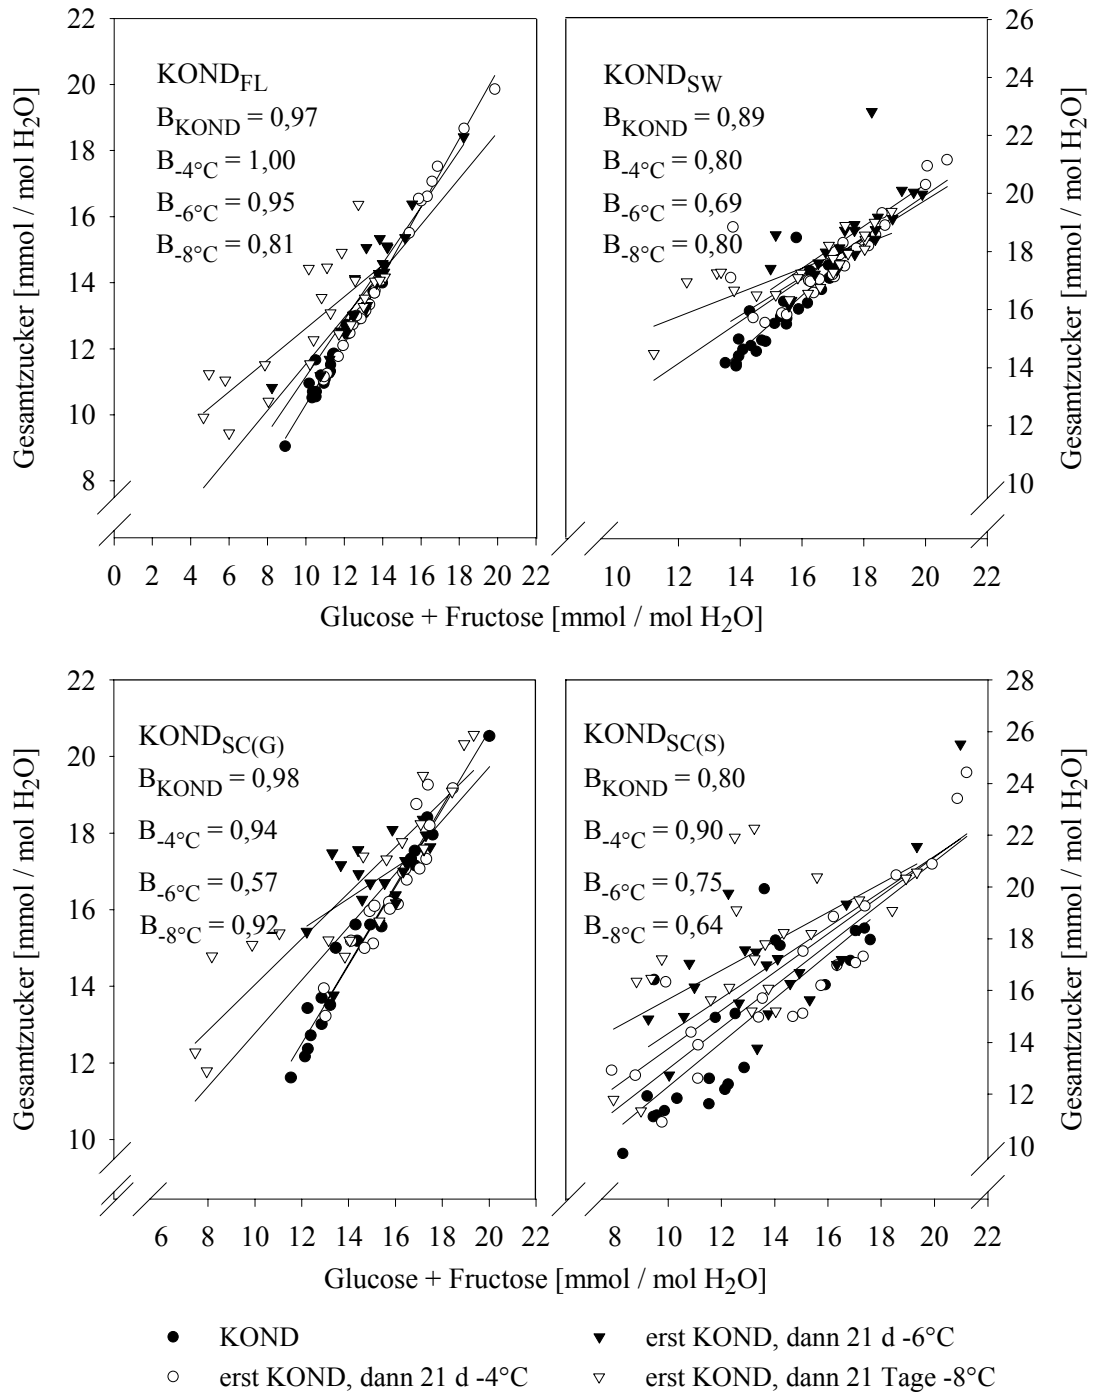 22
20
18
16
14
12
10
8
Gesamtzucker [mmol / mol H2O]
KOND_FL
B_KOND = 0,97
B_-4°C = 1,00
B_-6°C = 0,95
B_-8°C = 0,81
0 2 4 6 8 10 12 14 16 18 20 22
KOND_SW
B_KOND = 0,89
B_-4°C = 0,80
B_-6°C = 0,69
B_-8°C = 0,80
26
24
22
20
18
16
14
12
10
Gesamtzucker [mmol / mol H2O]
10 12 14 16 18 20 22
Glucose + Fructose [mmol / mol H2O]
22
20
18
16
14
12
10
Gesamtzucker [mmol / mol H2O]
KOND_SC(G)
B_KOND = 0,98
B_-4°C = 0,94
B_-6°C = 0,57
B_-8°C = 0,92
6 8 10 12 14 16 18 20 22
KOND_SC(S)
B_KOND = 0,80
B_-4°C = 0,90
B_-6°C = 0,75
B_-8°C = 0,64
28
26
24
22
20
18
16
14
12
10
Gesamtzucker [mmol / mol H2O]
8 10 12 14 16 18 20 22
Glucose + Fructose [mmol / mol H2O]
KOND
erst KOND, dann 21 d -6°C
erst KOND, dann 21 d -4°C
erst KOND, dann 21 Tage -8°C